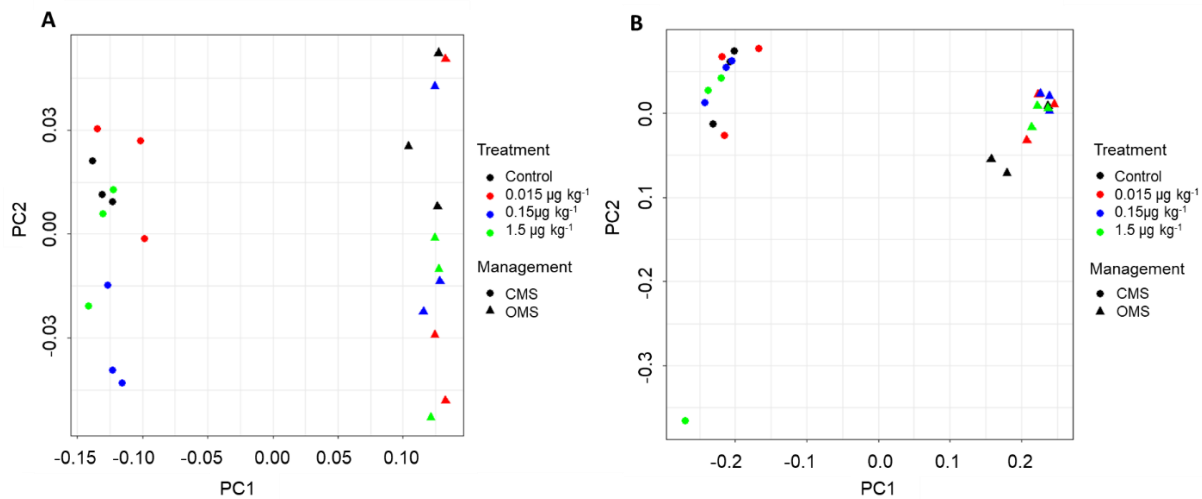 A
PC2
0.03
0.00
-0.03
-0.15
-0.10
-0.05
0.00
0.05
0.10
PC1
Treatment
Control
0.015 µg kg-1
0.15µg kg-1
1.5 µg kg-1
Management
CMS
OMS
B
PC2
0.0
0.1
-0.2
-0.3
-0.2
-0.1
0.0
0.1
0.2
PC1
Treatment
Control
0.015 µg kg-1
0.15µg kg-1
1.5 µg kg-1
Management
CMS
OMS